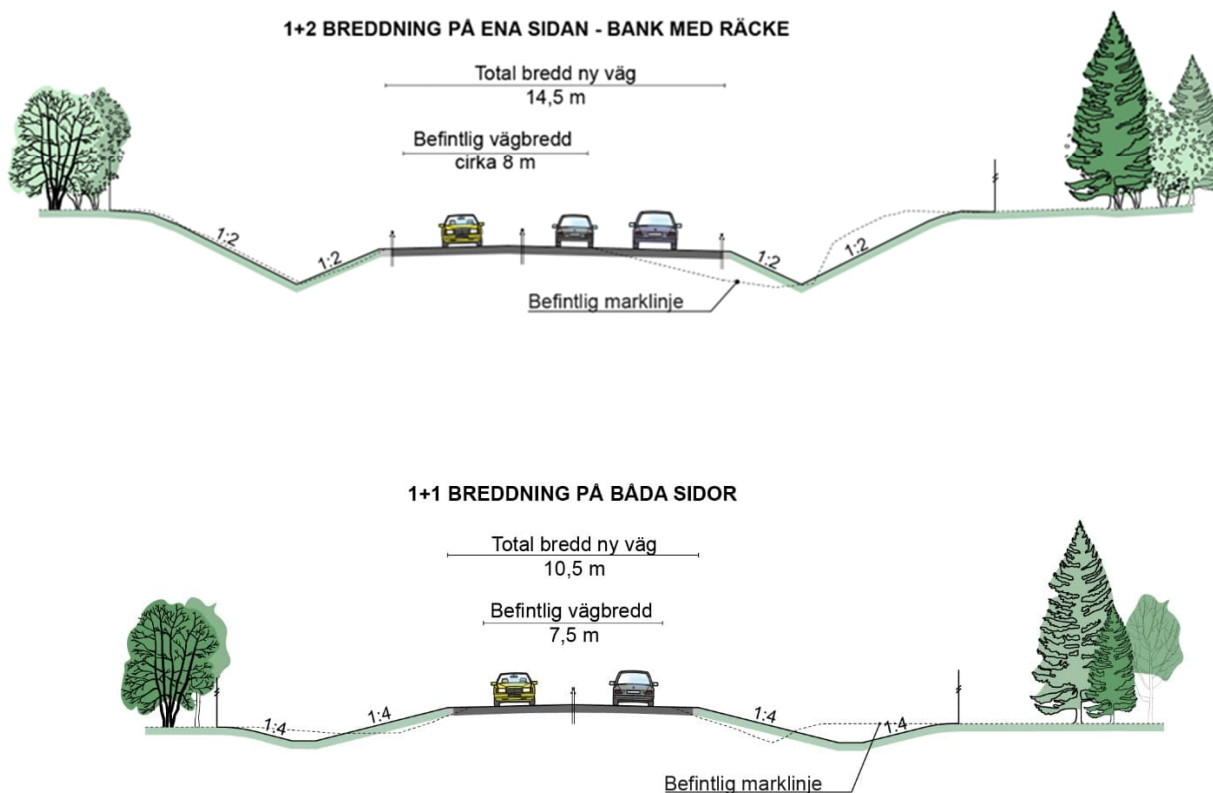 1+2 BREDDNING PÅ ENA SIDAN - BANK MED RÄCKE
Total bredd ny väg
14,5 m
Befintlig vägbredd
cirka 8 m
1:2
1:2
1:2
1:2
Befintlig marklinje
1+1 BREDDNING PÅ BÅDA SIDOR
Total bredd ny väg
10,5 m
Befintlig vägbredd
7,5 m
1:4
1:4
1:4
1:4
Befintlig marklinje